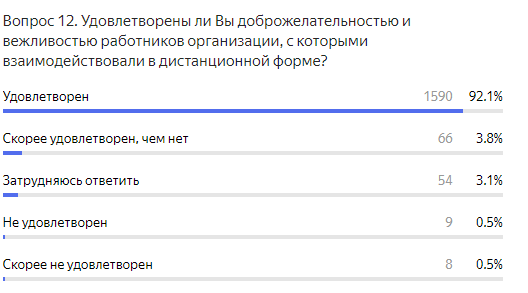 Вопрос 12. Удовлетворены ли Вы доброжелательностью и
вежливостью работников организации, с которыми
взаимодействовали в дистанционной форме?
Удовлетворен 1590 92.1%
Скорее удовлетворен, чем нет 66 3.8%
Затрудняюсь ответить 54 3.1%
Не удовлетворен 9 0.5%
Скорее не удовлетворен 8 0.5%